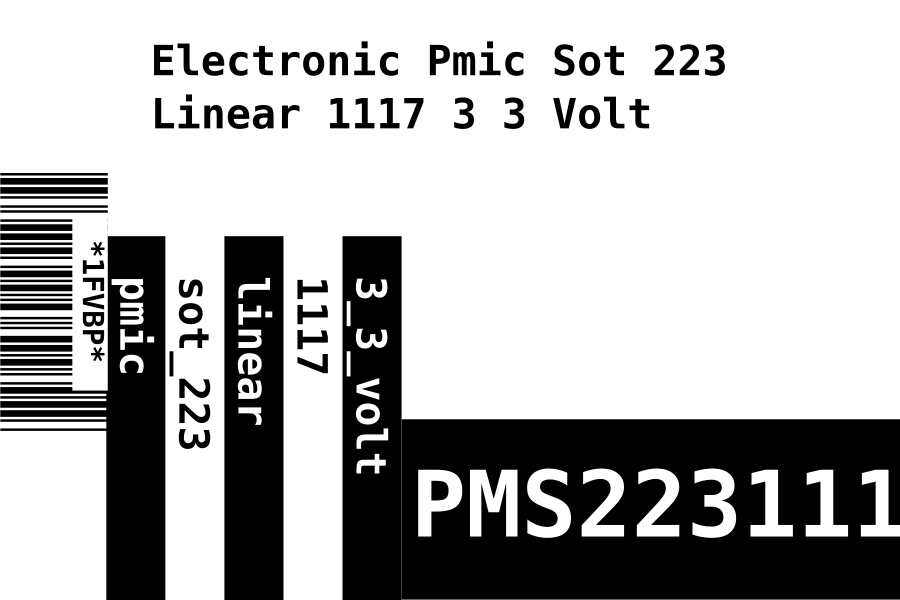 Electronic Pmic Sot 223
Linear 1117 3 3 Volt
*1FVBP*
pmic
sot_223
linear
1117
3_3_volt
PMS223111